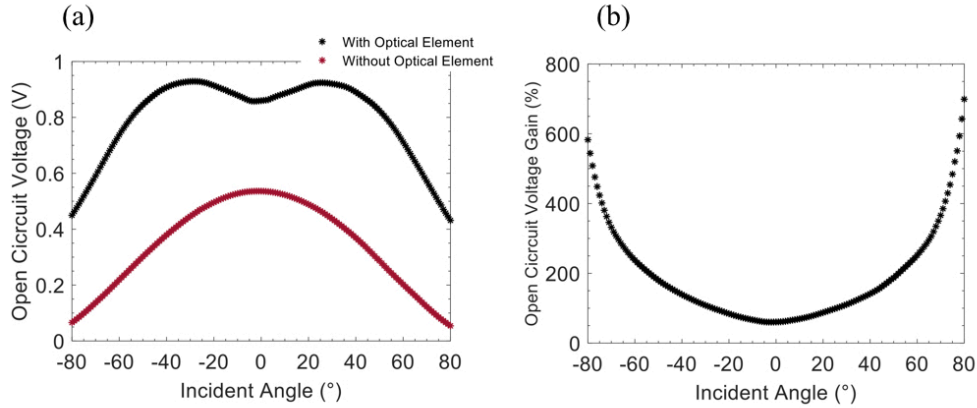 (a)
With Optical Element
Without Optical Element
1
0.8
0.6
0.4
0.2
0
Open Cicrcuit Voltage (V)
-80 -60 -40 -20 0 20 40 60 80
Incident Angle (°)
(b)
800
600
400
200
0
Open Cicrcuit Voltage Gain (%)
-80 -60 -40 -20 0 20 40 60 80
Incident Angle (°)